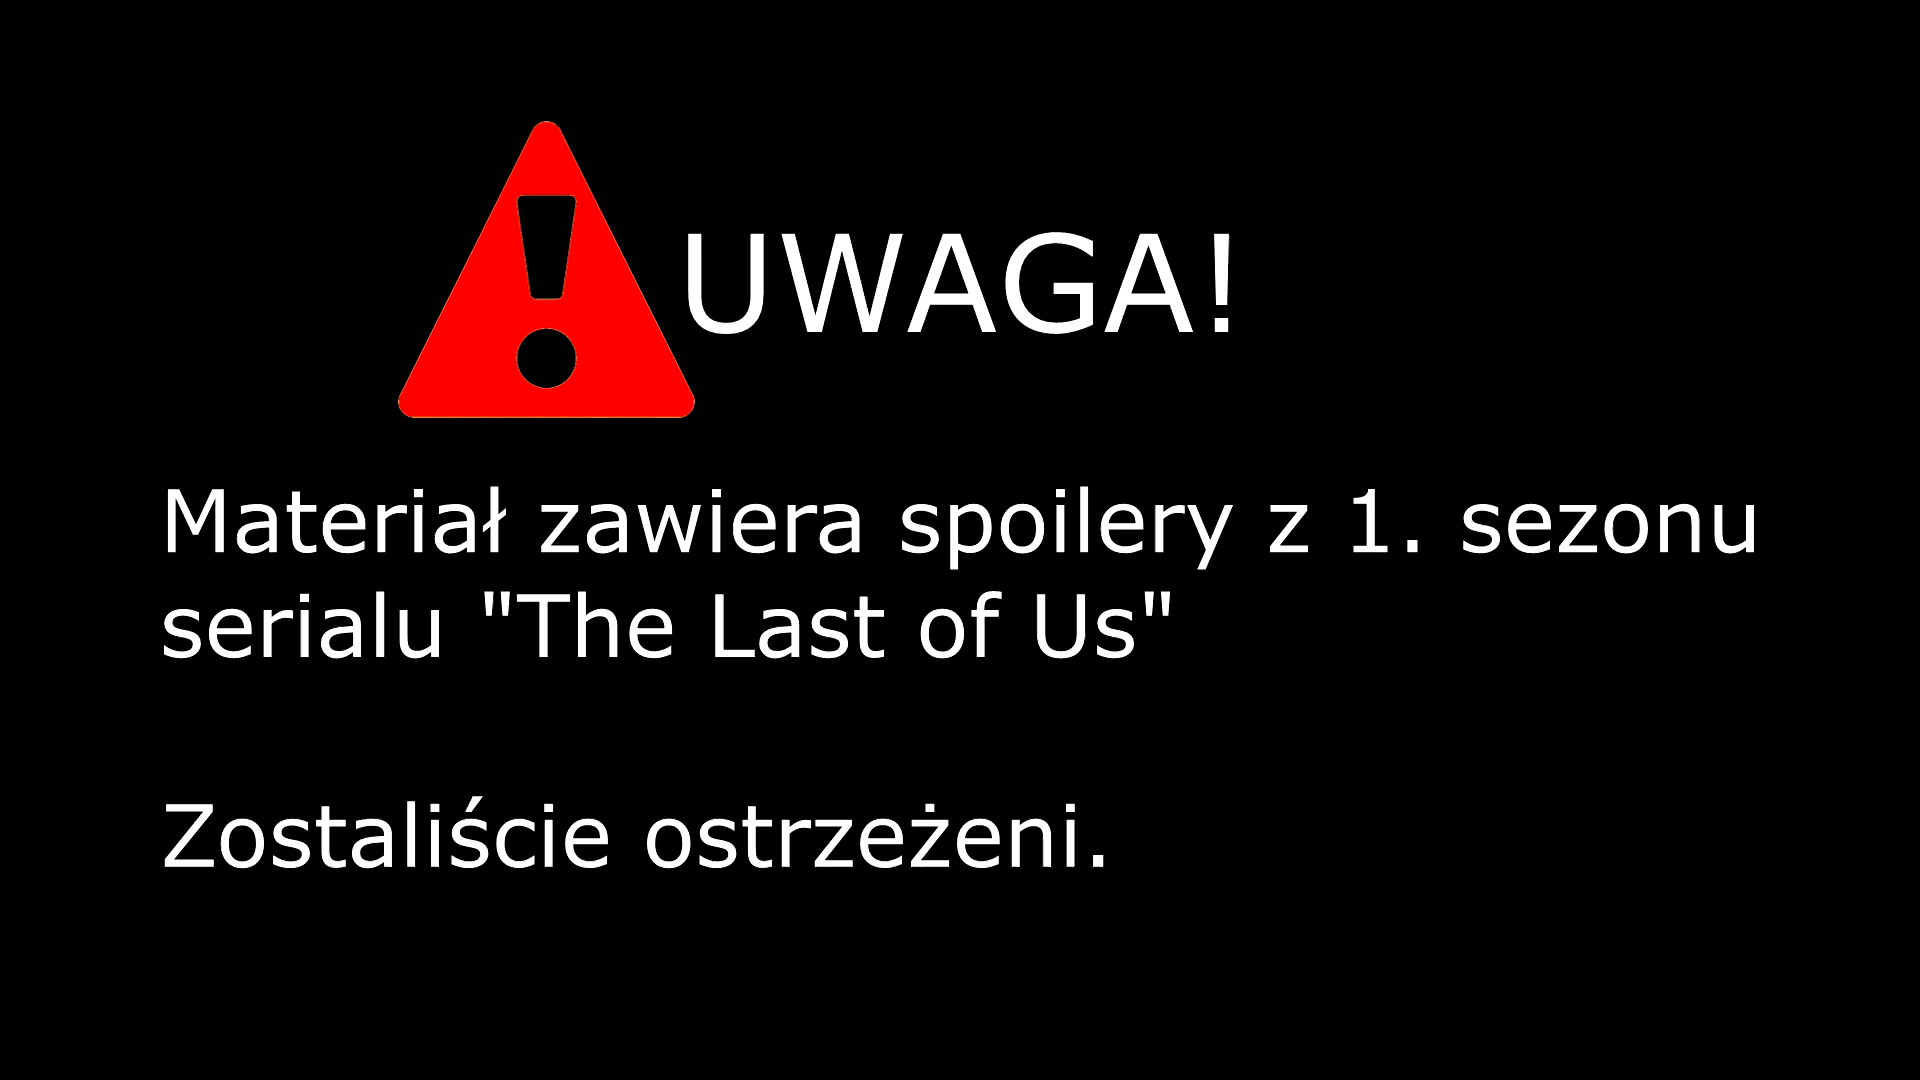 UWAGA!
Materiał zawiera spoilery z 1. sezonu
serialu "The Last of Us"
Zostaliście ostrzeżeni.